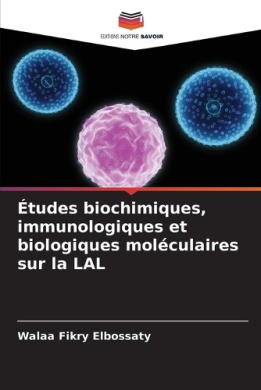 EDITIONS NOTRE SAVOIR
Études biochimiques,
immunologiques et
biologiques moléculaires
sur la LAL
Walaa Fikry Elbossaty